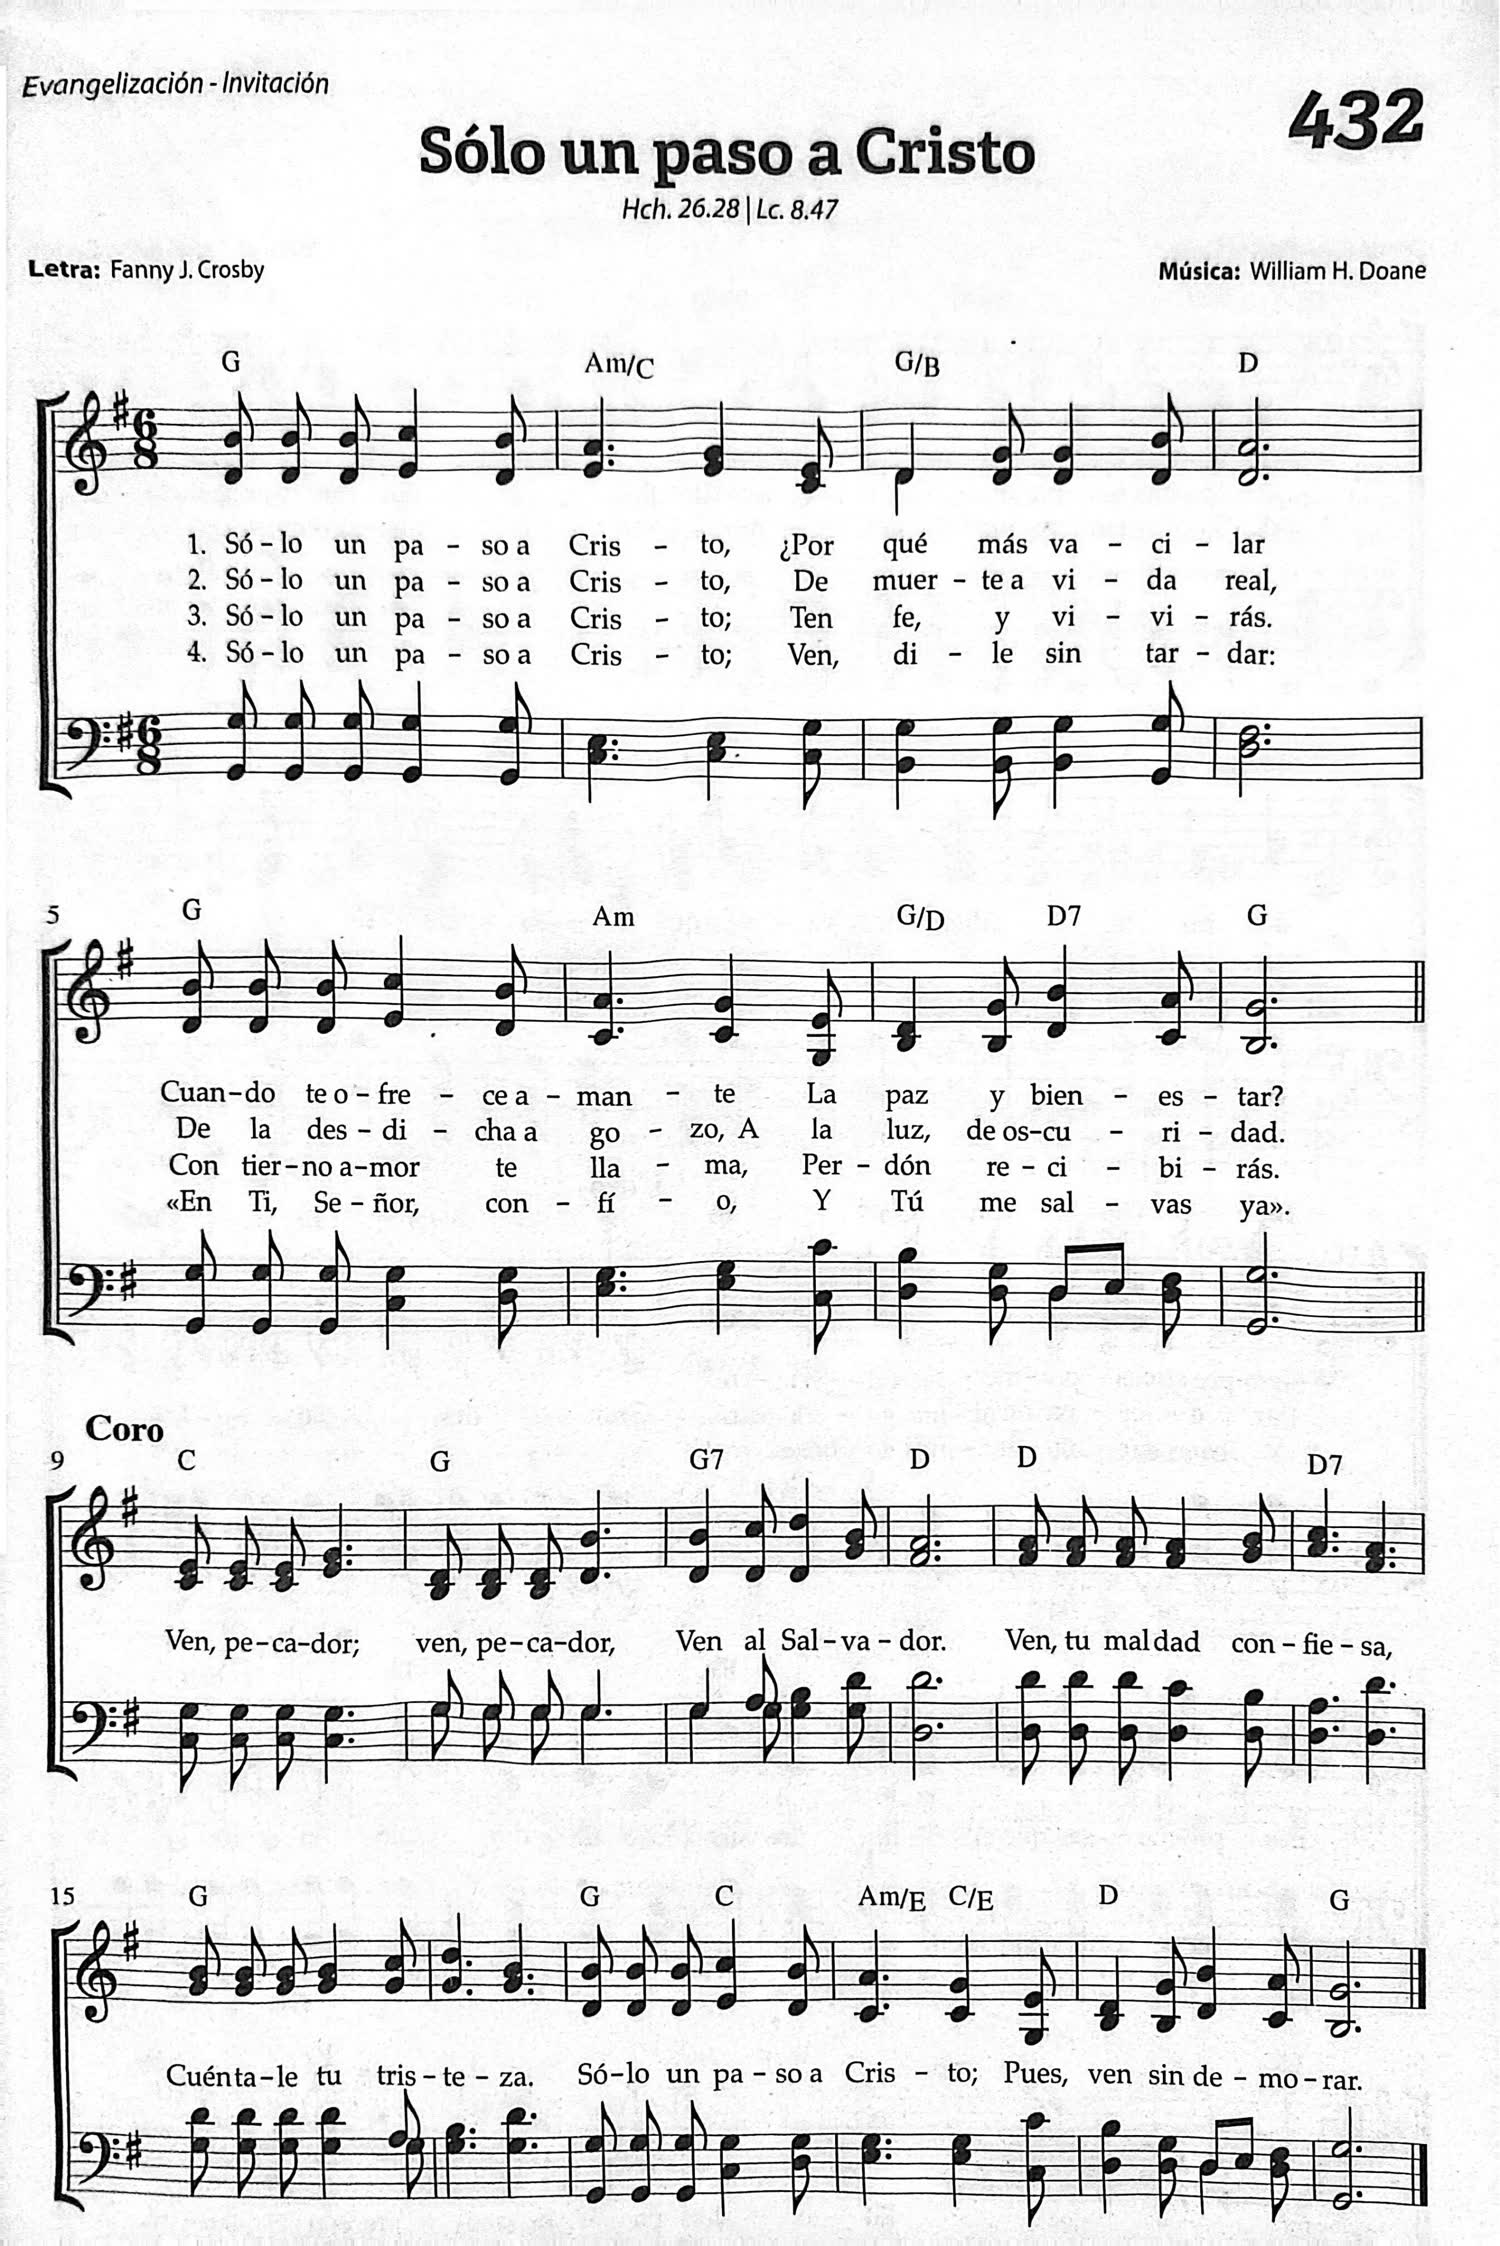 Evangelización - Invitación
432
Sólo un paso a Cristo
Hch. 26.28 | Lc. 8.47
Letra: Fanny J. Crosby
Música: William H. Doane
G Am/C G/B D
1. Só – lo un pa – so a Cris – to, ¿Por qué más va – ci – lar
2. Só – lo un pa – so a Cris – to, De muer – te a vi – da real,
3. Só – lo un pa – so a Cris – to; Ten fe, y vi – vi – rás.
4. Só – lo un pa – so a Cris – to; Ven, di – le sin tar – dar:
5 G Am G/D D7 G
Cuan – do te o – fre – ce a – man – te La paz y bien – es – tar?
De la des – di – cha a go – zo, A la luz, de os – cu – ri – dad.
Con tier – no a – mor te lla – ma, Per – dón re – ci – bi – rás.
«En Ti, Se – ñor, con – fí – o, Y Tú me sal – vas ya».
Coro
9 C G G7 D D D7
Ven, pe – ca – dor; ven, pe – ca – dor, Ven al Sal – va – dor. Ven, tu mal dad con – fie – sa,
15 G G C Am/E C/E D G
Cuén ta – le tu tris – te – za. Só – lo un pa – so a Cris – to; Pues, ven sin de – mo – rar.